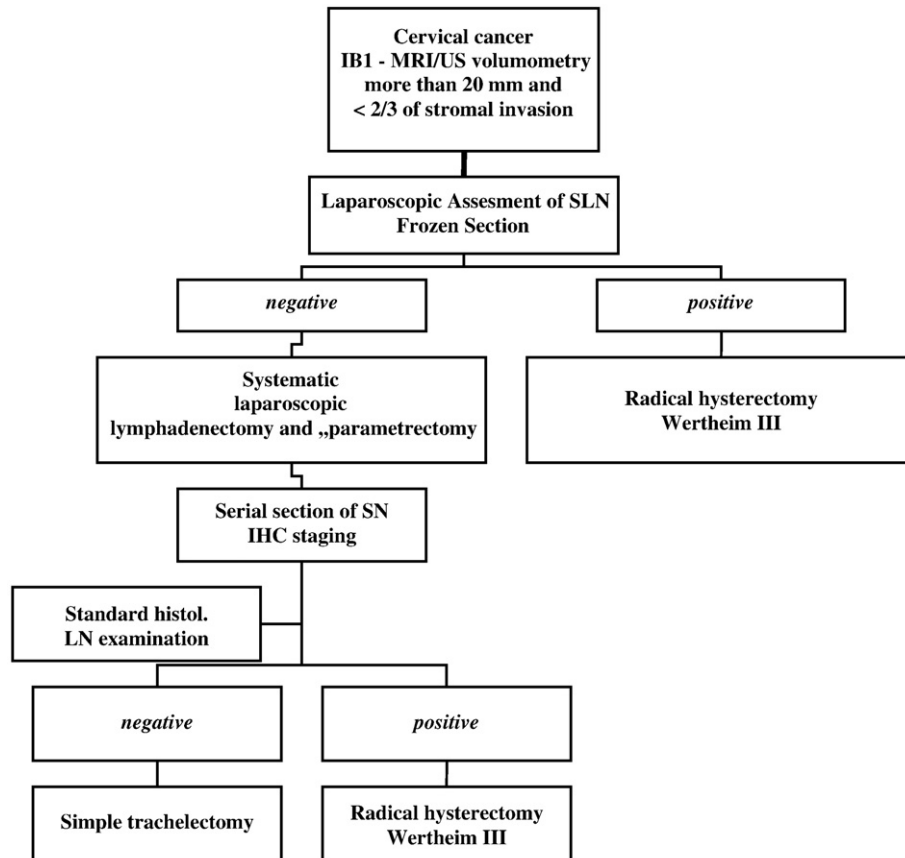 Cervical cancer
IB1 - MRI/US volumometry
more than 20 mm and
< 2/3 of stromal invasion
Laparoscopic Assesment of SLN
Frozen Section
negative
positive
Systematic
laparoscopic
lymphadenectomy and „parametrectomy
Radical hysterectomy
Wertheim III
Serial section of SN
IHC staging
Standard histol.
LN examination
negative
positive
Simple trachelectomy
Radical hysterectomy
Wertheim III